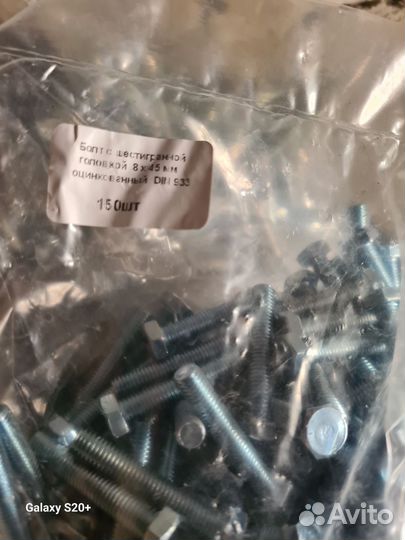 Болт с шестигранной
головкой 8 х 45 мм
оцинкованный DIN 933
150шт
Galaxy S20+
Avito